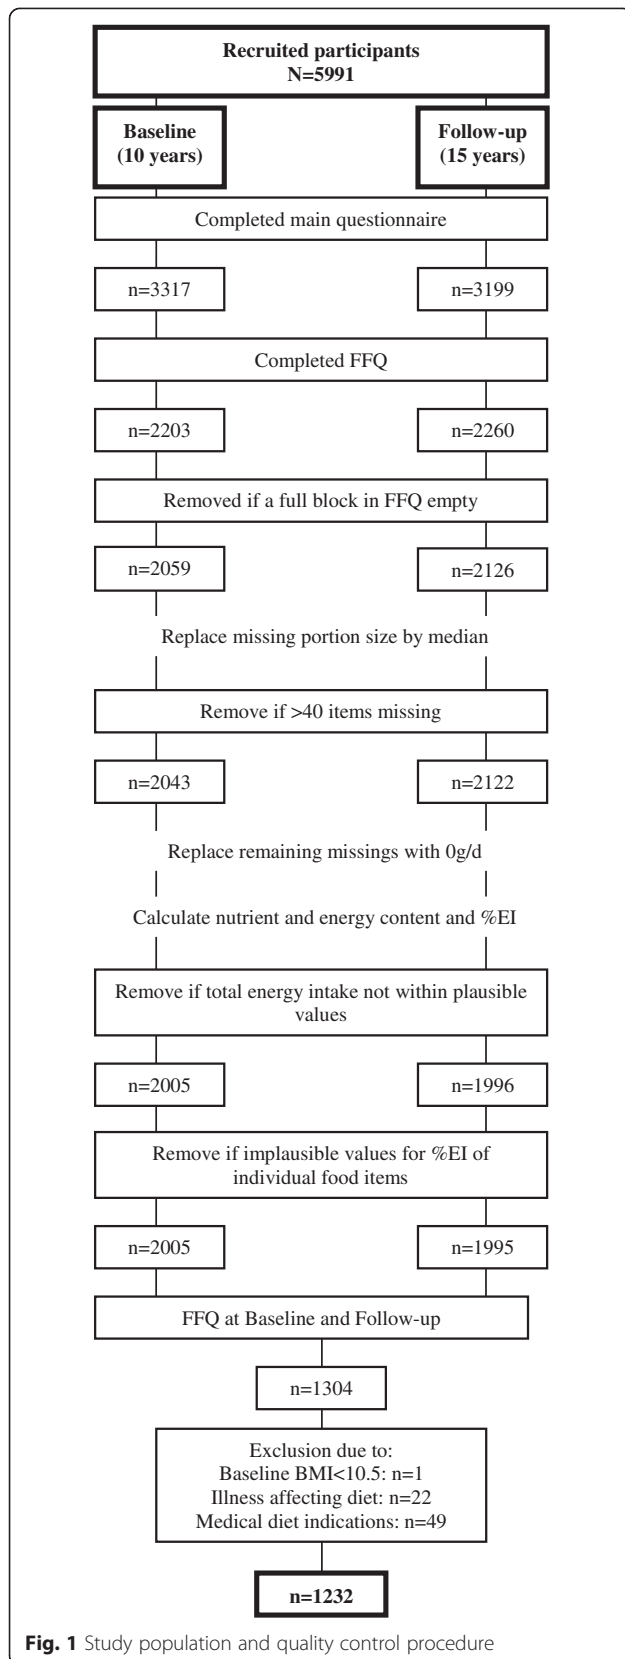 Recruited participants
N=5991
Baseline
(10 years)
Follow-up
(15 years)
Completed main questionnaire
n=3317
n=3199
Completed FFQ
n=2203
n=2260
Removed if a full block in FFQ empty
n=2059
n=2126
Replace missing portion size by median
Remove if >40 items missing
n=2043
n=2122
Replace remaining missings with 0g/d
Calculate nutrient and energy content and %EI
Remove if total energy intake not within plausible
values
n=2005
n=1996
Remove if implausible values for %EI of
individual food items
n=2005
n=1995
FFQ at Baseline and Follow-up
n=1304
Exclusion due to:
Baseline BMI<10.5: n=1
Illness affecting diet: n=22
Medical diet indications: n=49
n=1232
Fig. 1 Study population and quality control procedure